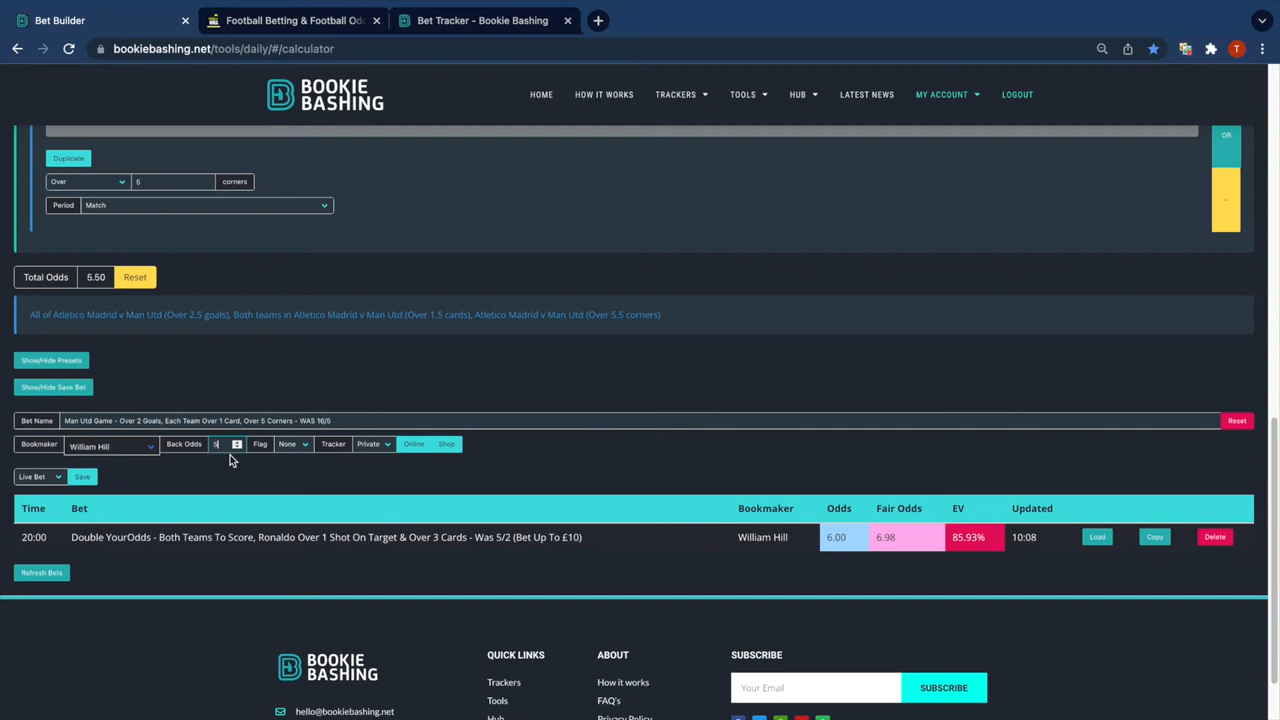 Bet Builder
Football Betting & Football Od
Bet Tracker - Bookie Bashing
bookiebashing.net/tools/daily/#/calculator
T
BOOKIE BASHING
HOME
HOW IT WORKS
TRACKERS
TOOLS
HUB
LATEST NEWS
MY ACCOUNT
LOGOUT
OR
Duplicate
Over
5
corners
Period
Match
-
Total Odds
5.50
Reset
All of Atletico Madrid v Man Utd (Over 2.5 goals), Both teams in Atletico Madrid v Man Utd (Over 1.5 cards), Atletico Madrid v Man Utd (Over 5.5 corners)
Show/Hide Presets
Show/Hide Save Bet
Bet Name
Man Utd Game - Over 2 Goals, Each Team Over 1 Card, Over 5 Corners - WAS 16/5
Reset
Bookmaker
William Hill
Back Odds
5
Flag
None
Tracker
Private
Online
Shop
Live Bet
Save
Time
Bet
Bookmaker
Odds
Fair Odds
EV
Updated
20:00
Double YourOdds - Both Teams To Score, Ronaldo Over 1 Shot On Target & Over 3 Cards - Was 5/2 (Bet Up To £10)
William Hill
6.00
6.98
85.93%
10:08
Load
Copy
Delete
Refresh Bets
BOOKIE BASHING
hello@bookiebashing.net
QUICK LINKS
Trackers
Tools
Hub
ABOUT
How it works
FAQ's
Privacy Policy
SUBSCRIBE
Your Email
SUBSCRIBE